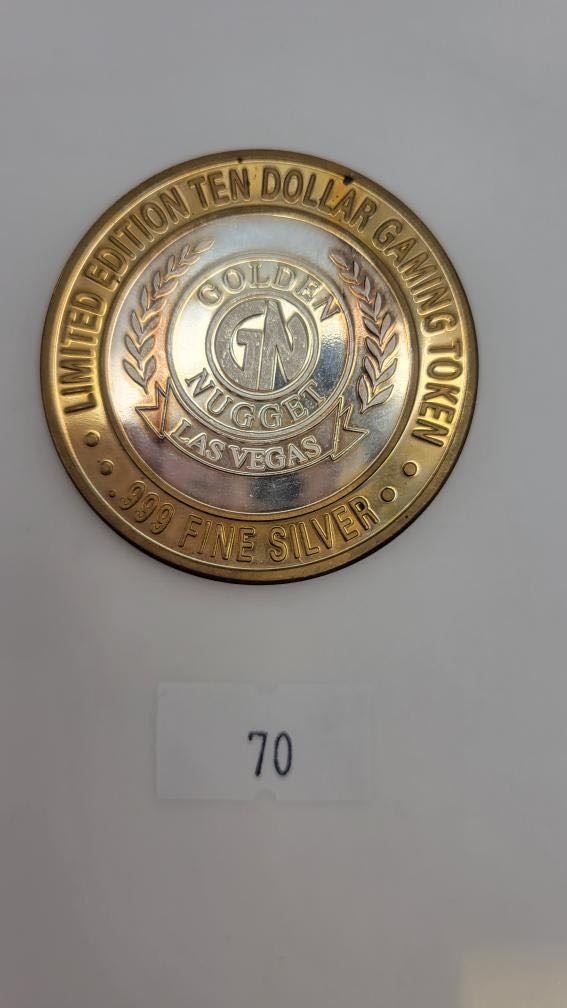 LIMITED EDITION TEN DOLLAR GAMING TOKEN
GOLDEN
GN
NUGGET
LAS VEGAS
.999 FINE SILVER
70